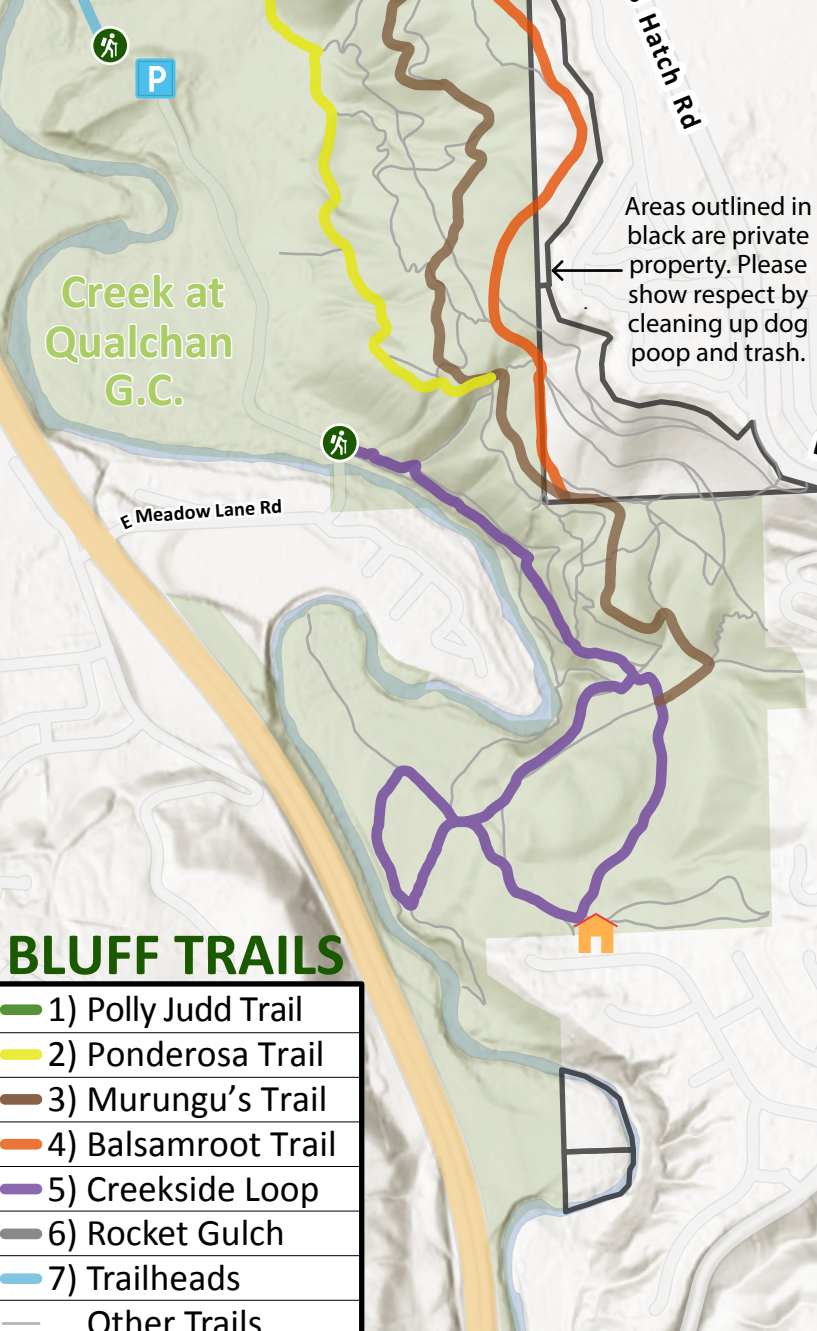 Hatch Rd
P
Areas outlined in
black are private
property. Please
show respect by
cleaning up dog
poop and trash.
Creek at
Qualchan
G.C.
E Meadow Lane Rd
BLUFF TRAILS
1) Polly Judd Trail
2) Ponderosa Trail
3) Murungu’s Trail
4) Balsamroot Trail
5) Creekside Loop
6) Rocket Gulch
7) Trailheads
Other Trails